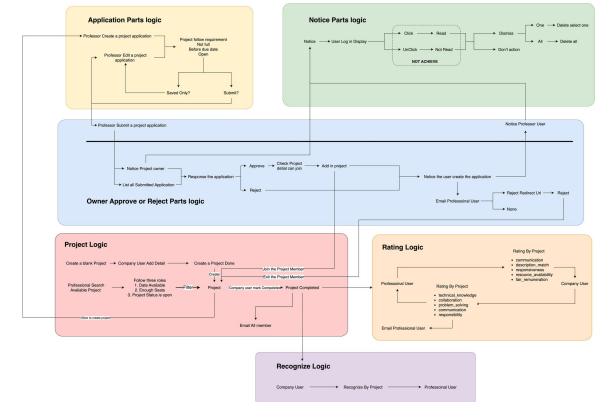 Application Parts logic
Professor Create a project application
Professor Edit a project
application
Project follow requirement
Not full
Before due date
Open
Saved Only?
Submit?
Notice Parts logic
Notice
User Log in Display
Click
Read
UnClick
Not Read
NOT ACHIEVE
Dismiss
Don't action
One
Delete select one
All
Delete all
Professor Submit a project application
Notice Professor User
Notice Project owner
List all Submitted Application
Response the application
Approve
Check Project
detail can join
Add in project
Reject
Notice the user create the application
Email Professional User
Reject Redirect Url
Reject
None
Owner Approve or Reject Parts logic
Project Logic
Create a blank Project
Company User Add Detail
Create a Project Done
Join the Project Member
Exit the Project Member
Create
Professional Search
Available Project
Follow three roles
1. Date Available
2. Enough Seats
3. Project Status is open
Filter
Project
Company user mark Completed
Project Completed
Email All member
Rating Logic
Rating By Project
communication
description_match
responsiveness
resource_availability
fair_remuneration
Professional User
Company User
Rating By Project
technical_knowledge
collaboration
problem_solving
communication
responsibility
Email Professional User
Recognize Logic
Company User
Recognize By Project
Professional User